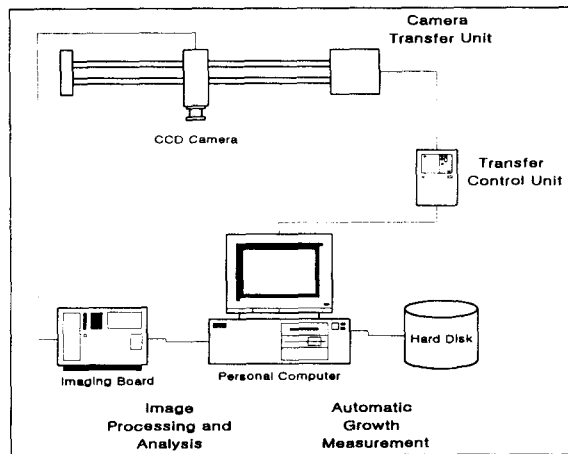 Camera
Transfer Unit
CCD Camera
Transfer
Control Unit
Hard Disk
Imaging Board
Personal Computer
Image
Processing and
Analysis
Automatic
Growth
Measurement